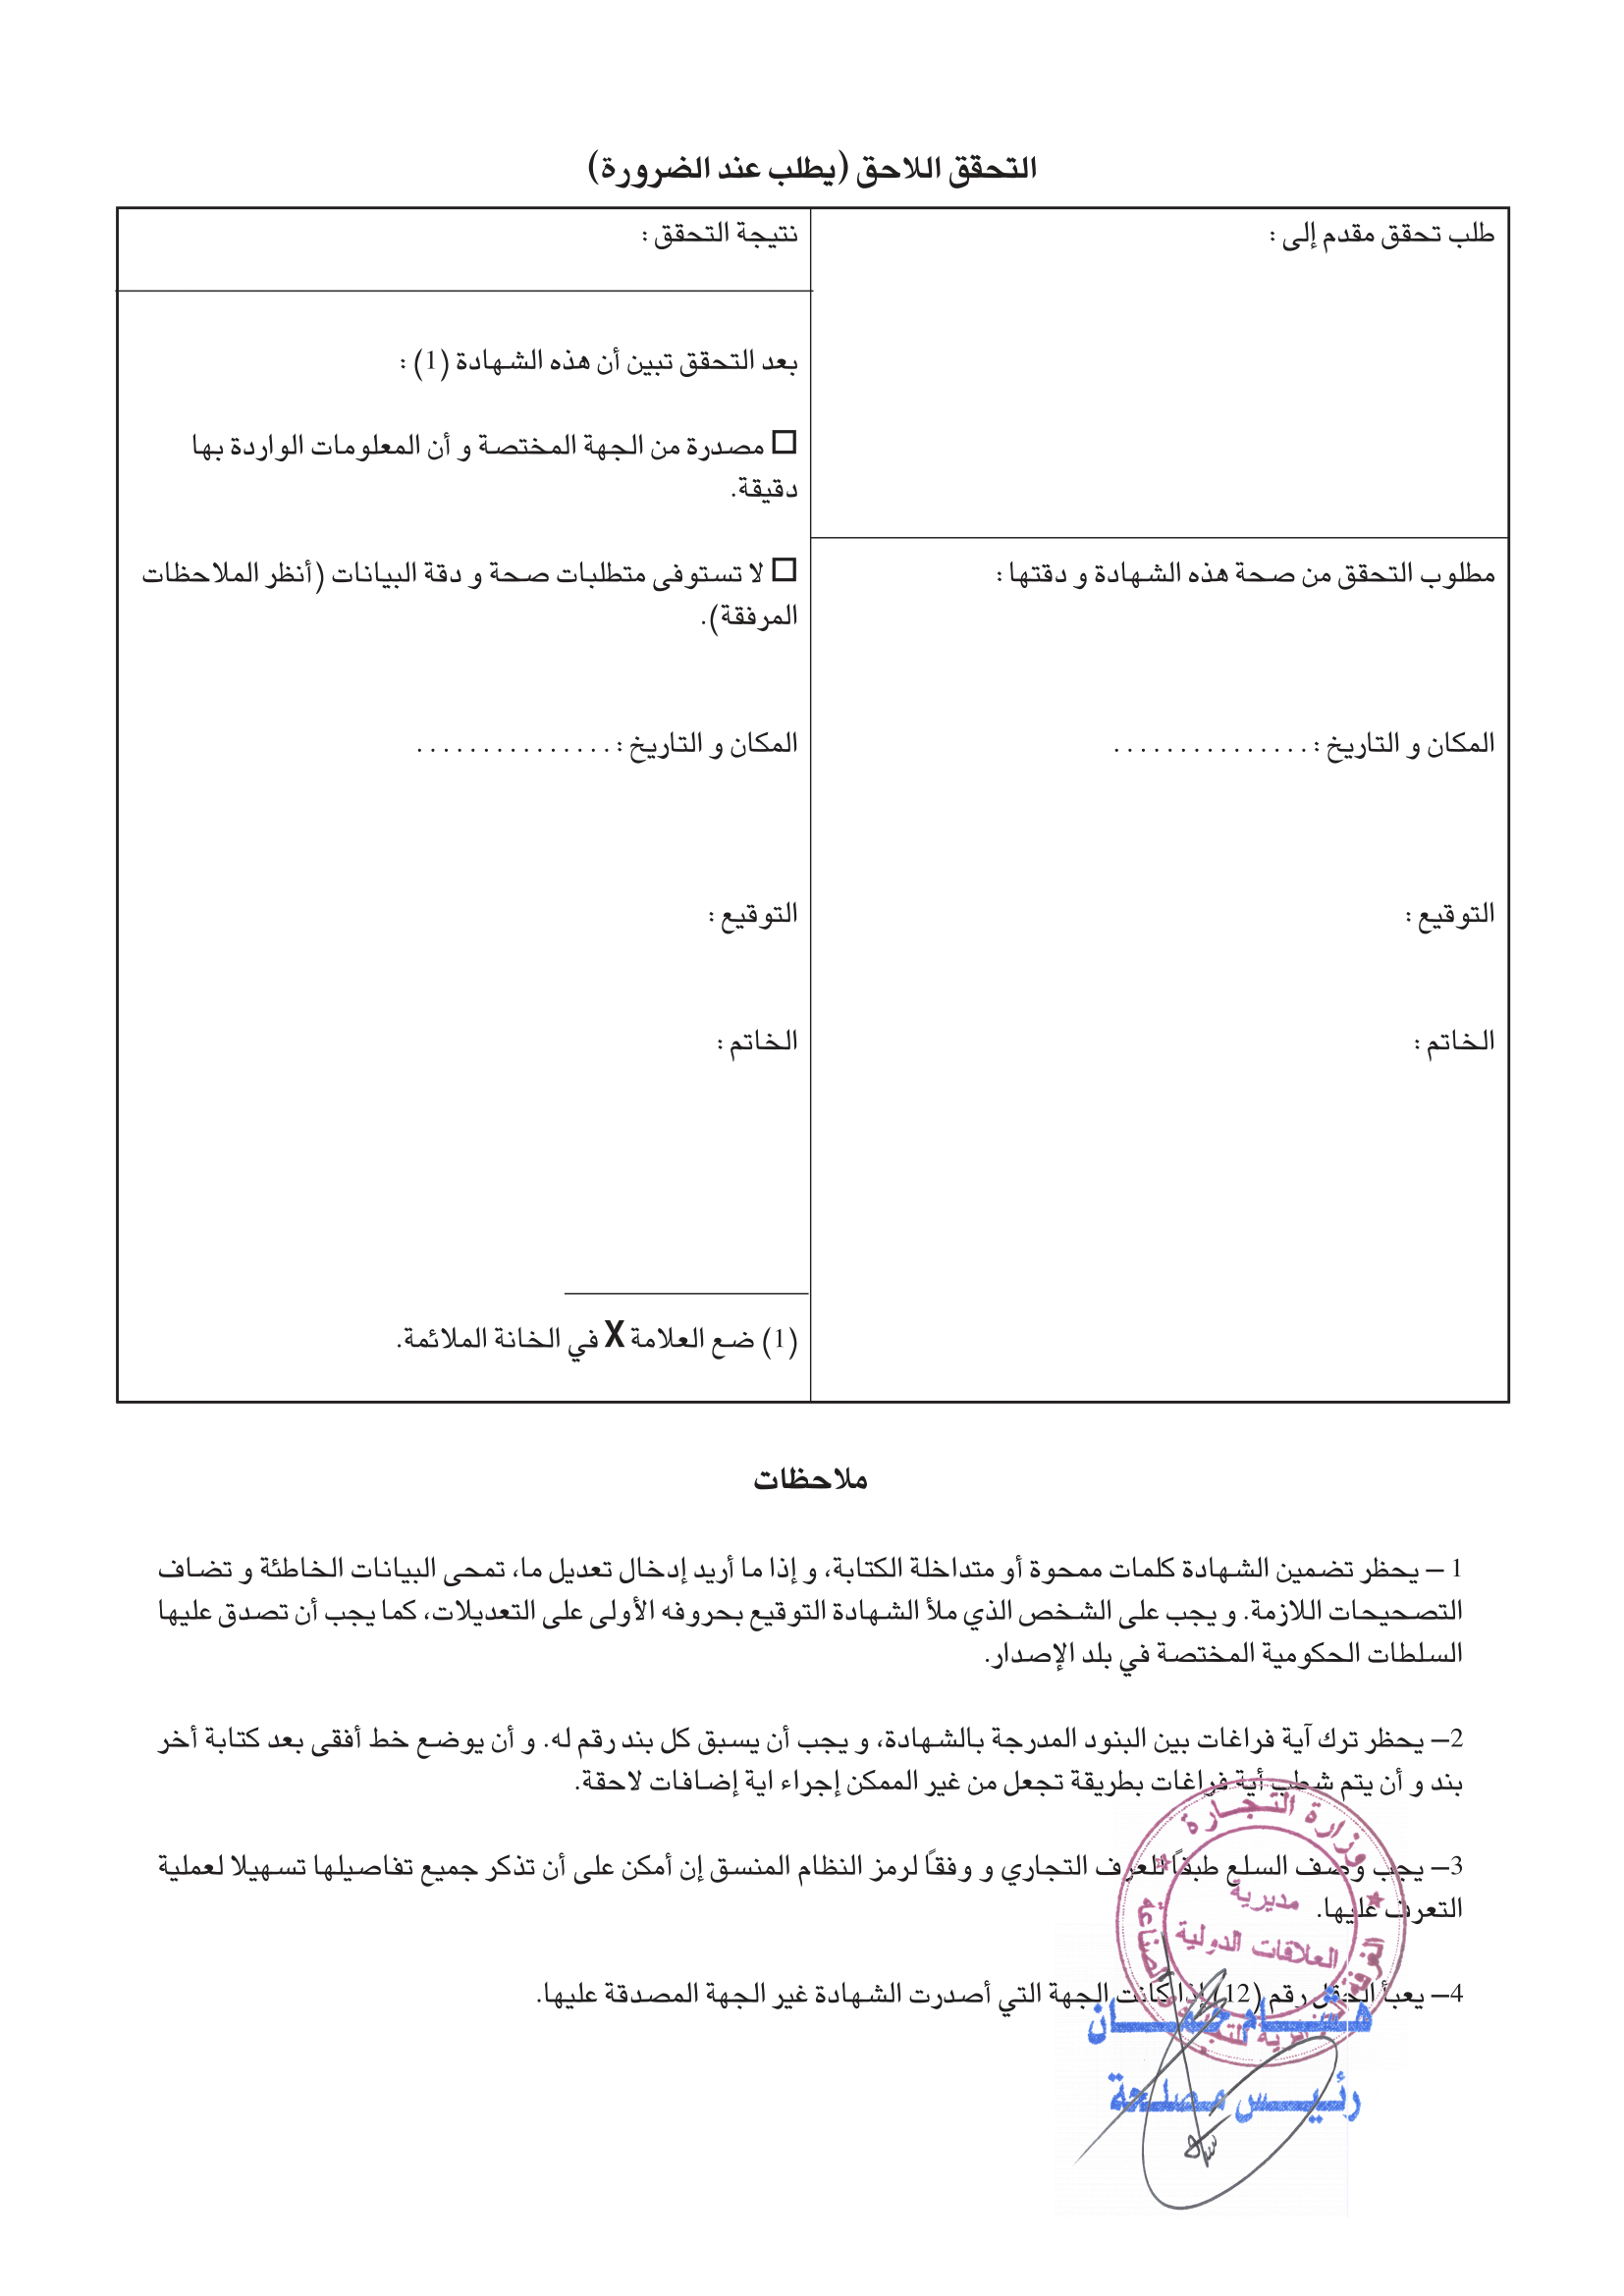 التحقق اللاحق (يطلب عند الضرورة)
طلب تحقق مقدم إلى :
مطلوب التحقق من صحة هذه الشهادة و دقتها :
المكان و التاريخ : . . . . . . . . . . . . . . .
التوقيع :
الخاتم :
نتيجة التحقق :
بعد التحقق تبين أن هذه الشهادة (1) :
مصدرة من الجهة المختصة و أن المعلومات الواردة بها
دقيقة.
لا تستوفى متطلبات صحة و دقة البيانات (أنظر الملاحظات
المرفقة).
المكان و التاريخ : . . . . . . . . . . . . . . .
التوقيع :
الخاتم :
(1) ضع العلامة X في الخانة الملائمة.
ملاحظات
1 – يحظر تضمين الشهادة كلمات ممحوة أو متداخلة الكتابة، و إذا ما أريد إدخال تعديل ما، تمحى البيانات الخاطئة و تضاف
التصحيحات اللازمة. و يجب على الشخص الذي ملأ الشهادة التوقيع بحروفه الأولى على التعديلات، كما يجب أن تصدق عليها
السلطات الحكومية المختصة في بلد الإصدار.
2– يحظر ترك آية فراغات بين البنود المدرجة بالشهادة، و يجب أن يسبق كل بند رقم له. و أن يوضع خط أفقى بعد كتابة أخر
بند و أن يتم شطب أية فراغات بطريقة تجعل من غير الممكن إجراء اية إضافات لاحقة.
3– يجب وصف السلع طبقاً للعرف التجاري و وفقاً لرمز النظام المنسق إن أمكن على أن تذكر جميع تفاصيلها تسهيلا لعملية
التعرف عليها.
4– يعبأ الحقل رقم (12) إذا كانت الجهة التي أصدرت الشهادة غير الجهة المصدقة عليها.
وزارة التجارة
مديرية
العلاقات الدولية
رئيس مصلحة